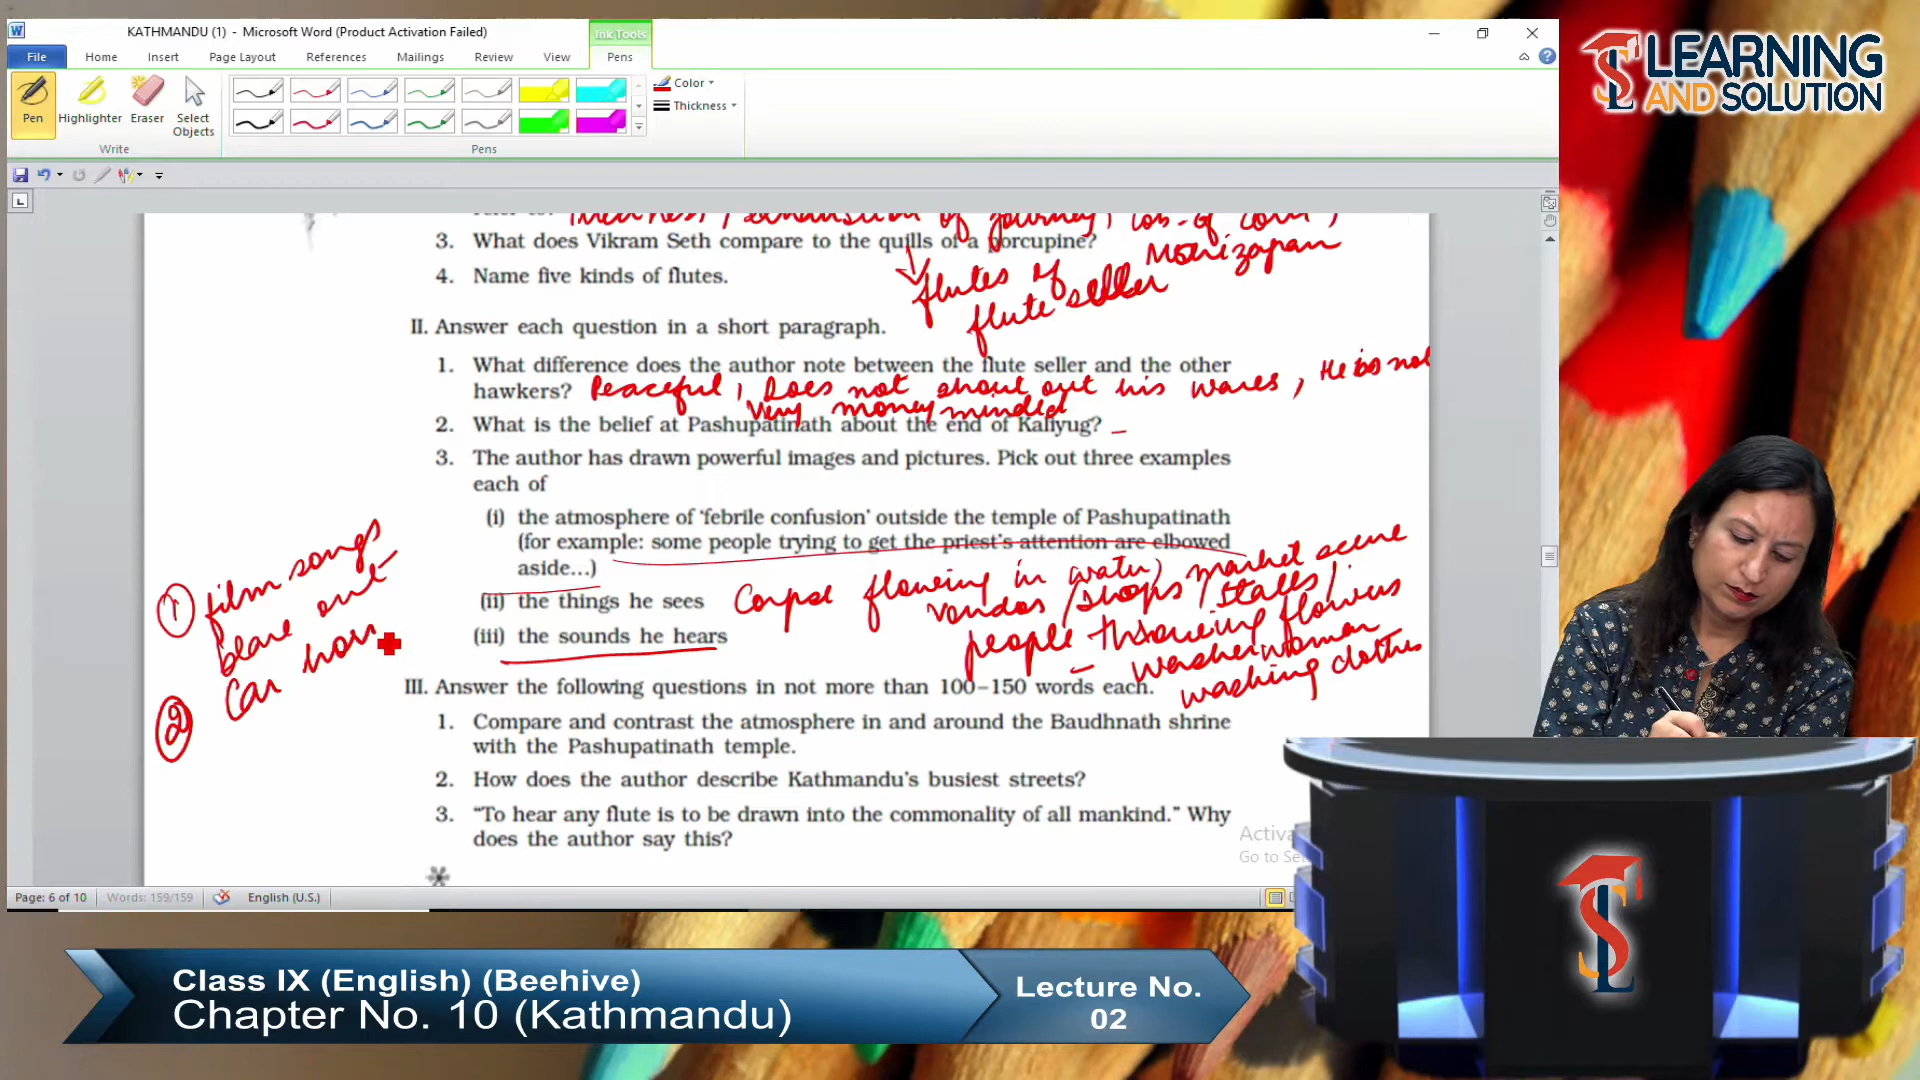 KATHMANDU (1) - Microsoft Word (Product Activation Failed)
Ink Tools
File Home Insert Page Layout References Mailings Review View Pens
Pen
Highlighter
Eraser
Select Objects
Color
Thickness
Write
Pens
LEARNING
AND SOLUTION
exhaustion of journey,
3. What does Vikram Seth compare to the quills of a porcupine?
4. Name five kinds of flutes.
flutes of
flute seller
II. Answer each question in a short paragraph.
1. What difference does the author note between the flute seller and the other
hawkers? Peaceful, Does not shout out his wares, He is not
very money minded
2. What is the belief at Pashupatinath about the end of Kaliyug?
3. The author has drawn powerful images and pictures. Pick out three examples
each of
(i) the atmosphere of ‘febrile confusion’ outside the temple of Pashupatinath
(for example: some people trying to get the priest’s attention are elbowed
aside...)
(ii) the things he sees
Corpse flowing in water, market scene
vendors / shops / stalls,
(iii) the sounds he hears
people throwing flowers
- washerwoman
washing clothes
① film songs
blare out
② Car horn
III. Answer the following questions in not more than 100–150 words each.
1. Compare and contrast the atmosphere in and around the Baudhnath shrine
with the Pashupatinath temple.
2. How does the author describe Kathmandu’s busiest streets?
3. “To hear any flute is to be drawn into the commonality of all mankind.” Why
does the author say this?
Page: 6 of 10 Words: 159/159 English (U.S.)
Class IX (English) (Beehive)
Chapter No. 10 (Kathmandu)
Lecture No.
02